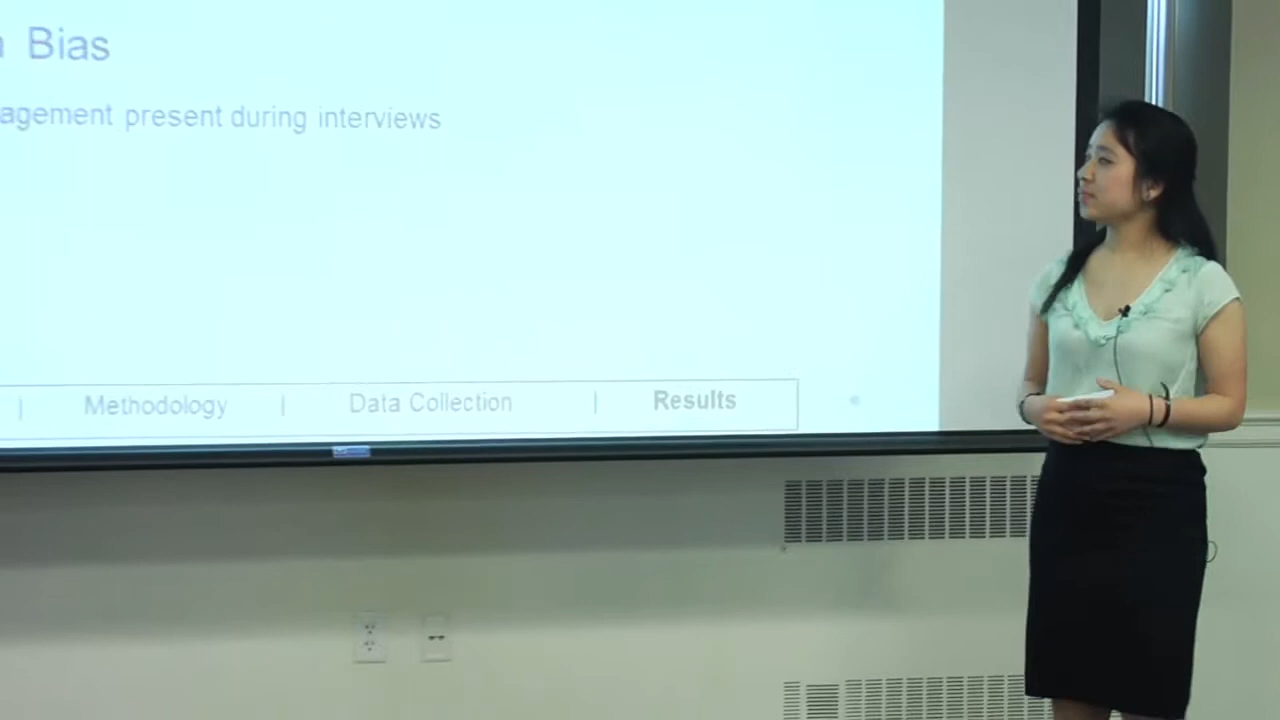 Bias
agement present during interviews
| Methodology | Data Collection | Results